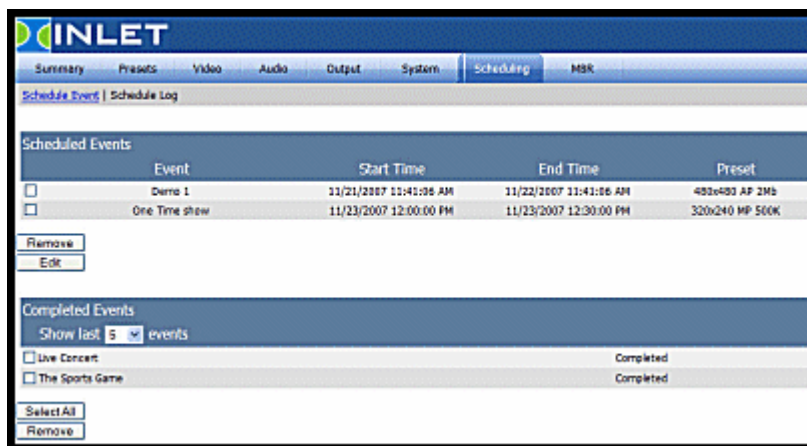 INLET
Summary Presets Video Audio Output System Scheduling MBR
Schedule Event | Schedule Log
Scheduled Events
Event Start Time End Time Preset
Demo 1 11/21/2007 11:41:06 AM 11/22/2007 11:41:06 AM 480x480 AP 2Mb
One Time show 11/23/2007 12:00:00 PM 11/23/2007 12:30:00 PM 320x240 MP 500K
Remove
Edit
Completed Events
Show last 5 events
Live Concert Completed
The Sports Game Completed
Select All
Remove